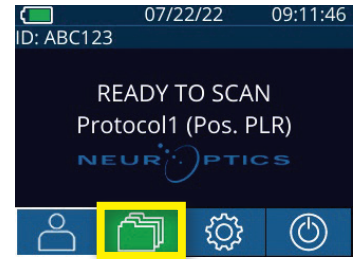 07/22/22 09:11:46
ID: ABC123
READY TO SCAN
Protocol1 (Pos. PLR)
NEUROPTICS